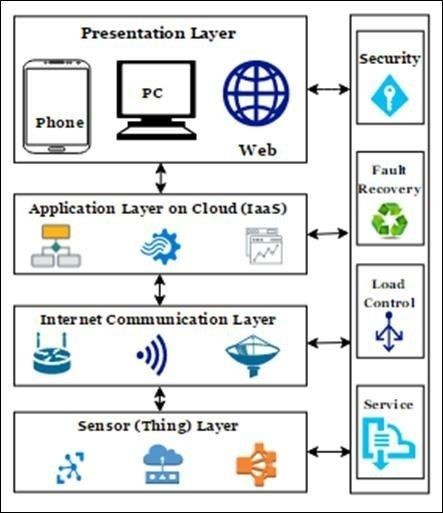 Presentation Layer
Phone
PC
Web
Security
Application Layer on Cloud (IaaS)
Fault
Recovery
Internet Communication Layer
Load
Control
Sensor (Thing) Layer
Service